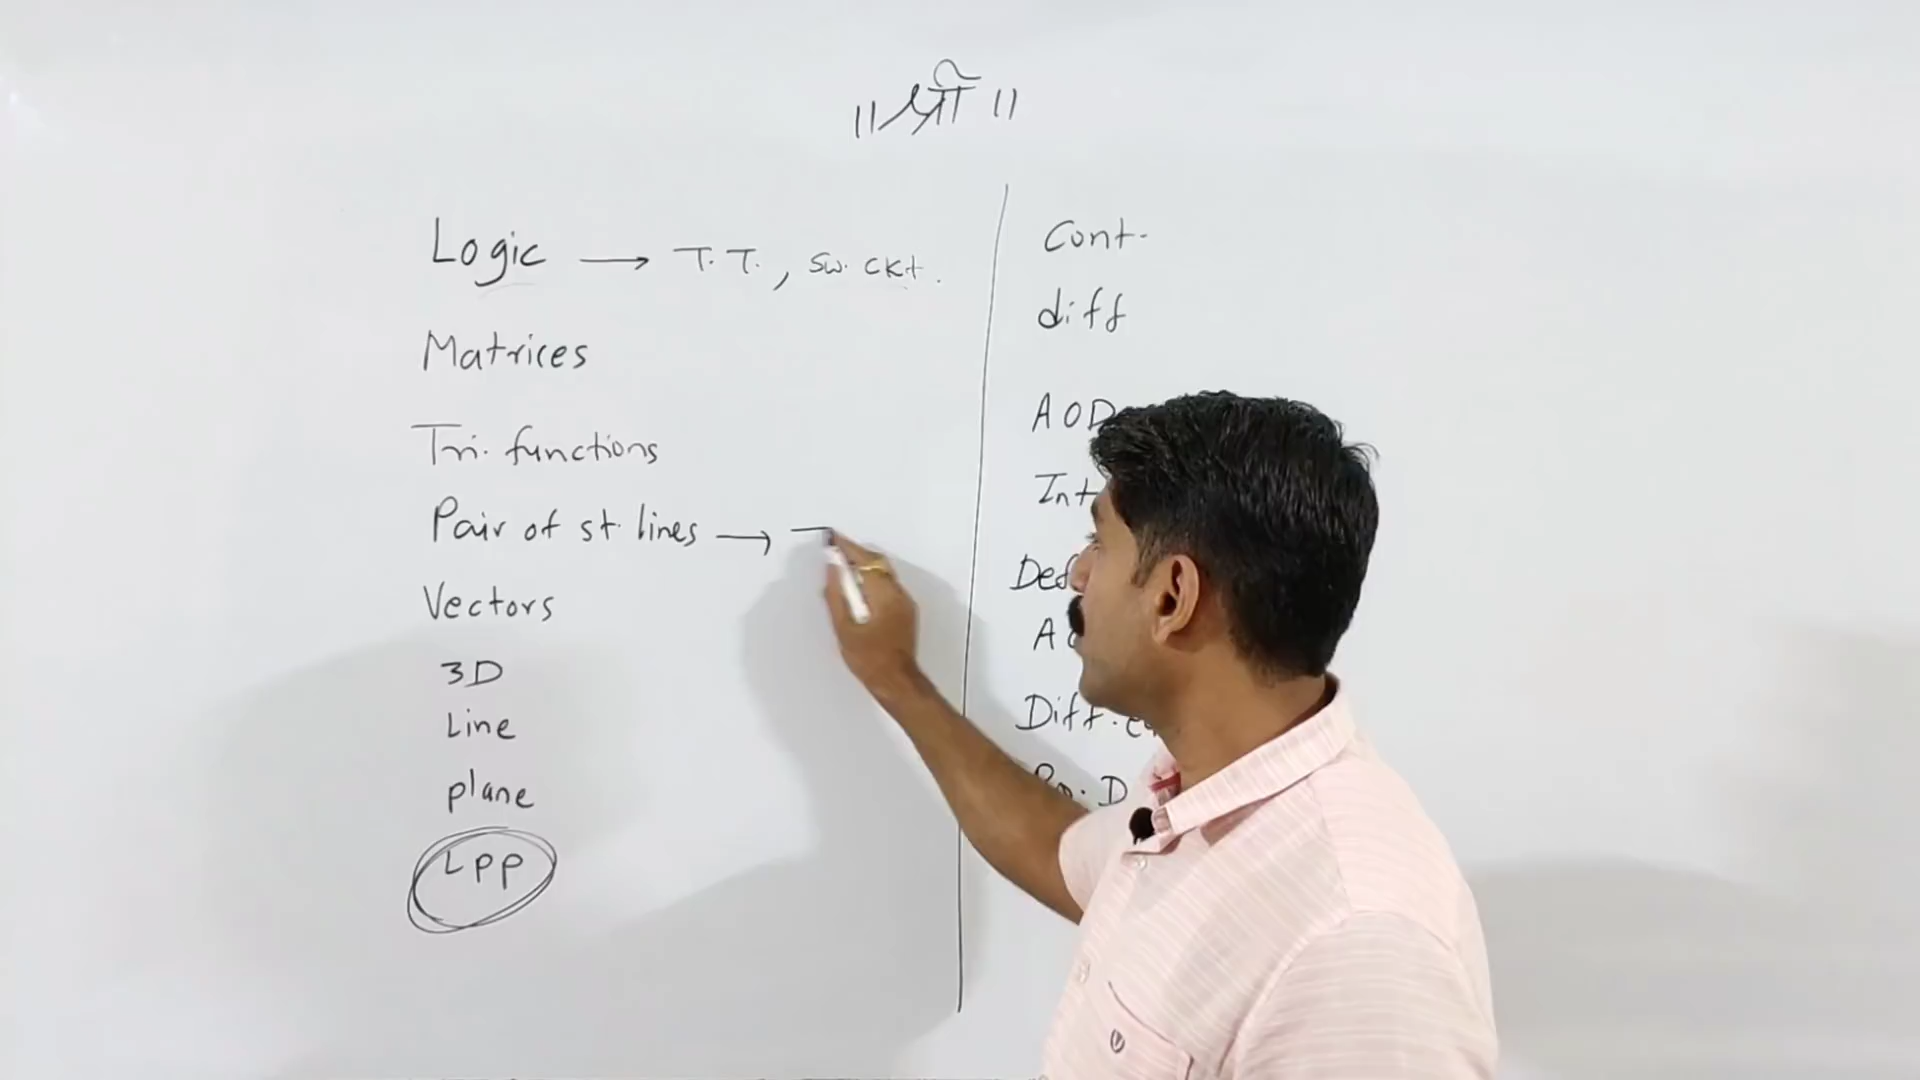 ॥ श्री ॥
Logic → T.T., Sw. ckt.
Matrices
Tri. functions
Pair of st. lines →
Vectors
3D
Line
plane
LPP
Cont.
diff
AOD
Int
Def
A
Diff.
D